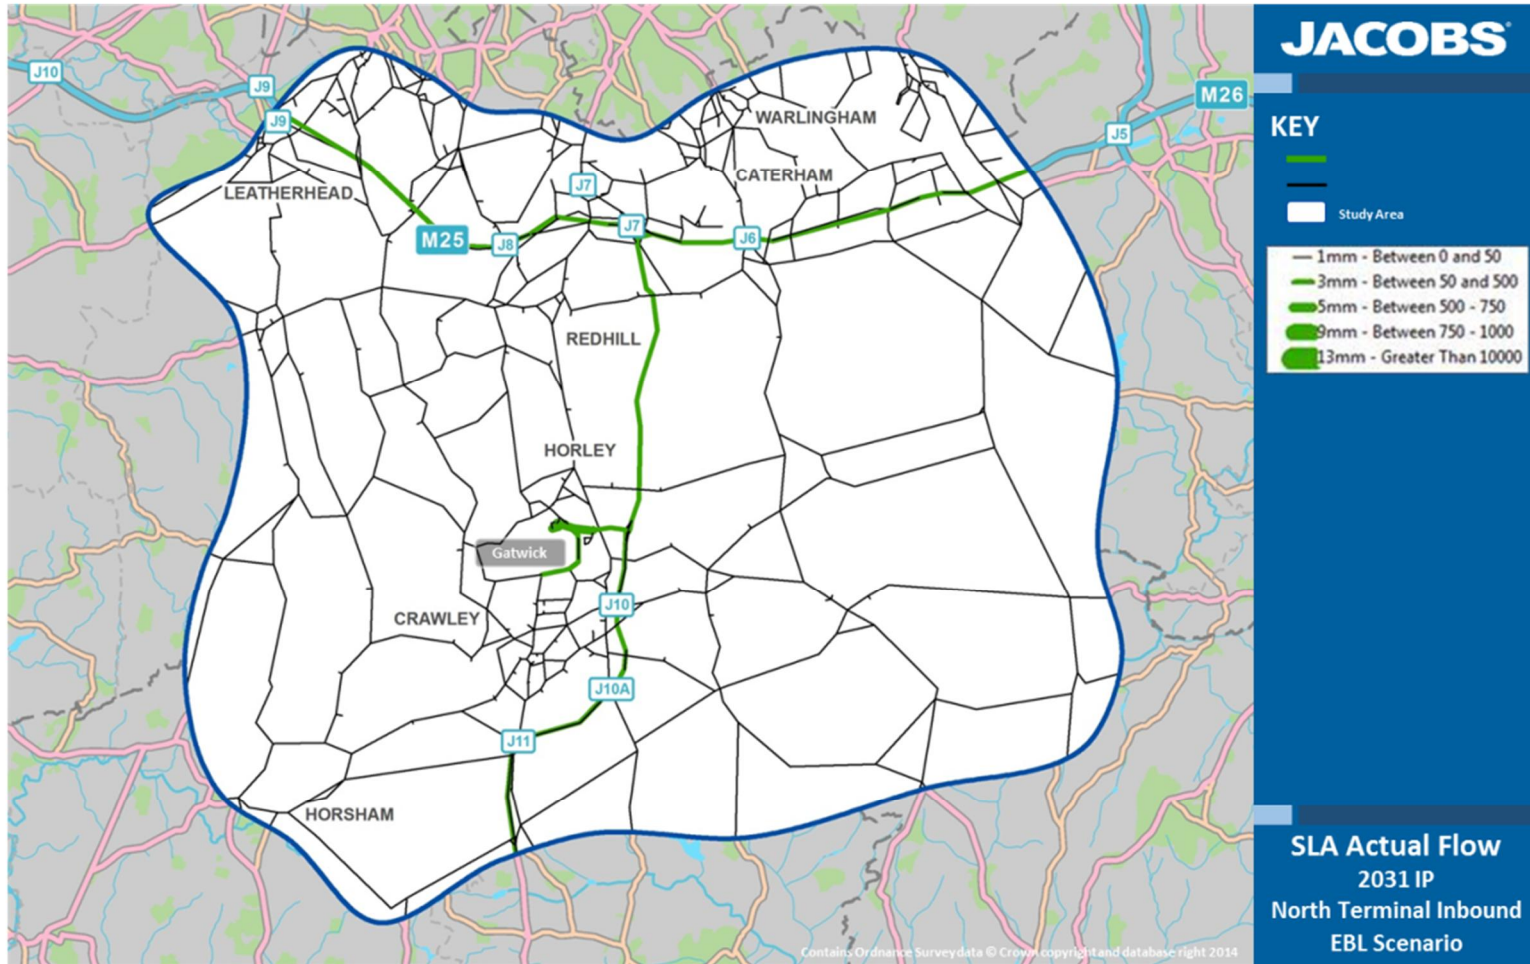 JACOBS
J10
J9
J9
M26
J5
WARLINGHAM
CATERHAM
LEATHERHEAD
J7
J7
M25
J8
J6
REDHILL
HORLEY
Gatwick
CRAWLEY
J10
J10A
J11
HORSHAM
Contains Ordnance Survey data © Crown copyright and database right 2014
KEY
Study Area
1mm - Between 0 and 50
3mm - Between 50 and 500
5mm - Between 500 - 750
9mm - Between 750 - 1000
13mm - Greater Than 10000
SLA Actual Flow
2031 IP
North Terminal Inbound
EBL Scenario